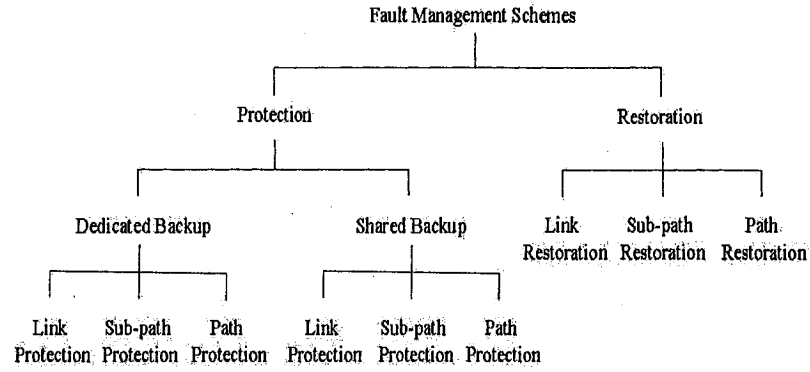 Fault Management Schemes
Protection
Restoration
Dedicated Backup
Shared Backup
Link Restoration
Sub-path Restoration
Path Restoration
Link Protection
Sub-path Protection
Path Protection
Link Protection
Sub-path Protection
Path Protection